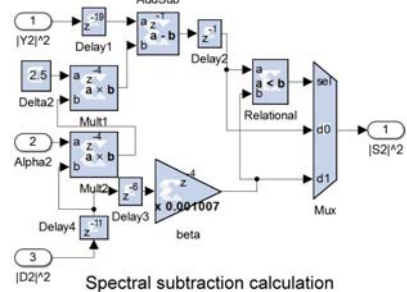 AddSub
1
|Y2|^2
z^-19
Delay1
a
b
z^-1
a - b
z^-1
Delay2
2.5
Delta2
a
b
z^-4
a × b
Mult1
a
b
a < b
Relational
sel
d0
d1
Mux
1
|S2|^2
2
Alpha2
a
b
z^-4
a × b
Mult2
z^-6
Delay3
z^-4
x 0.001007
beta
Delay4
z^-11
3
|D2|^2
Spectral subtraction calculation